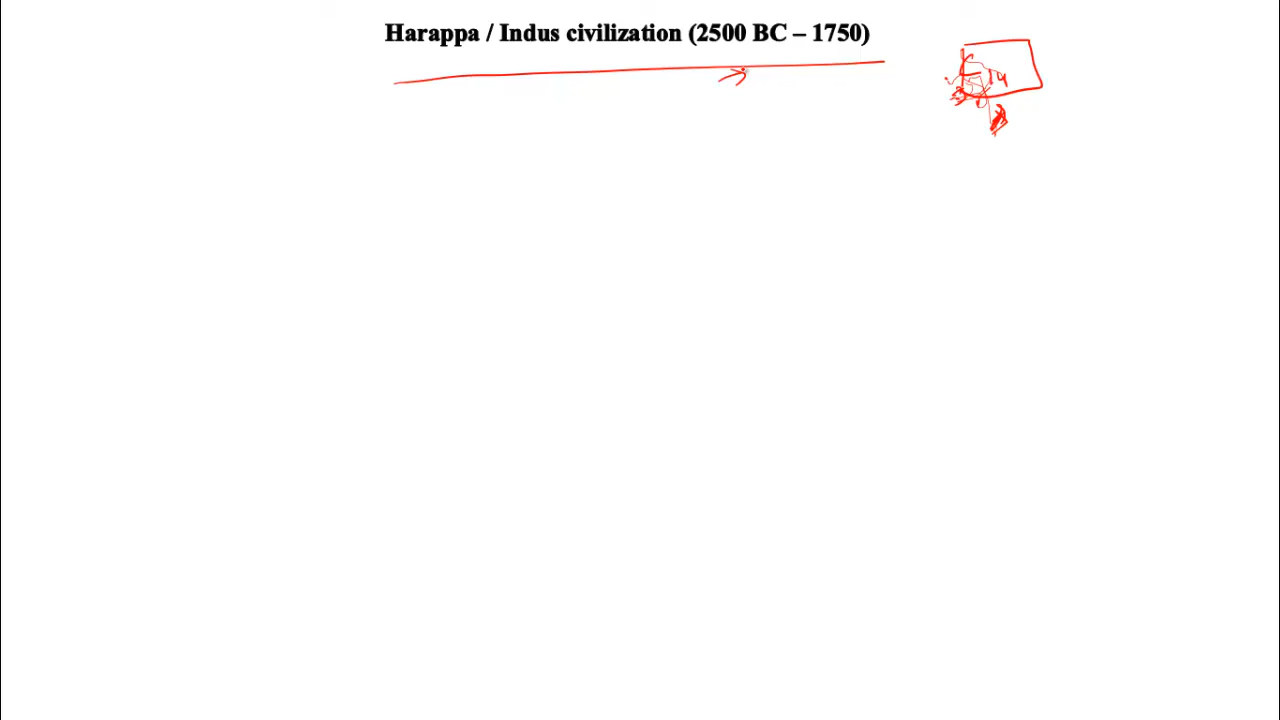 Harappa / Indus civilization (2500 BC – 1750)